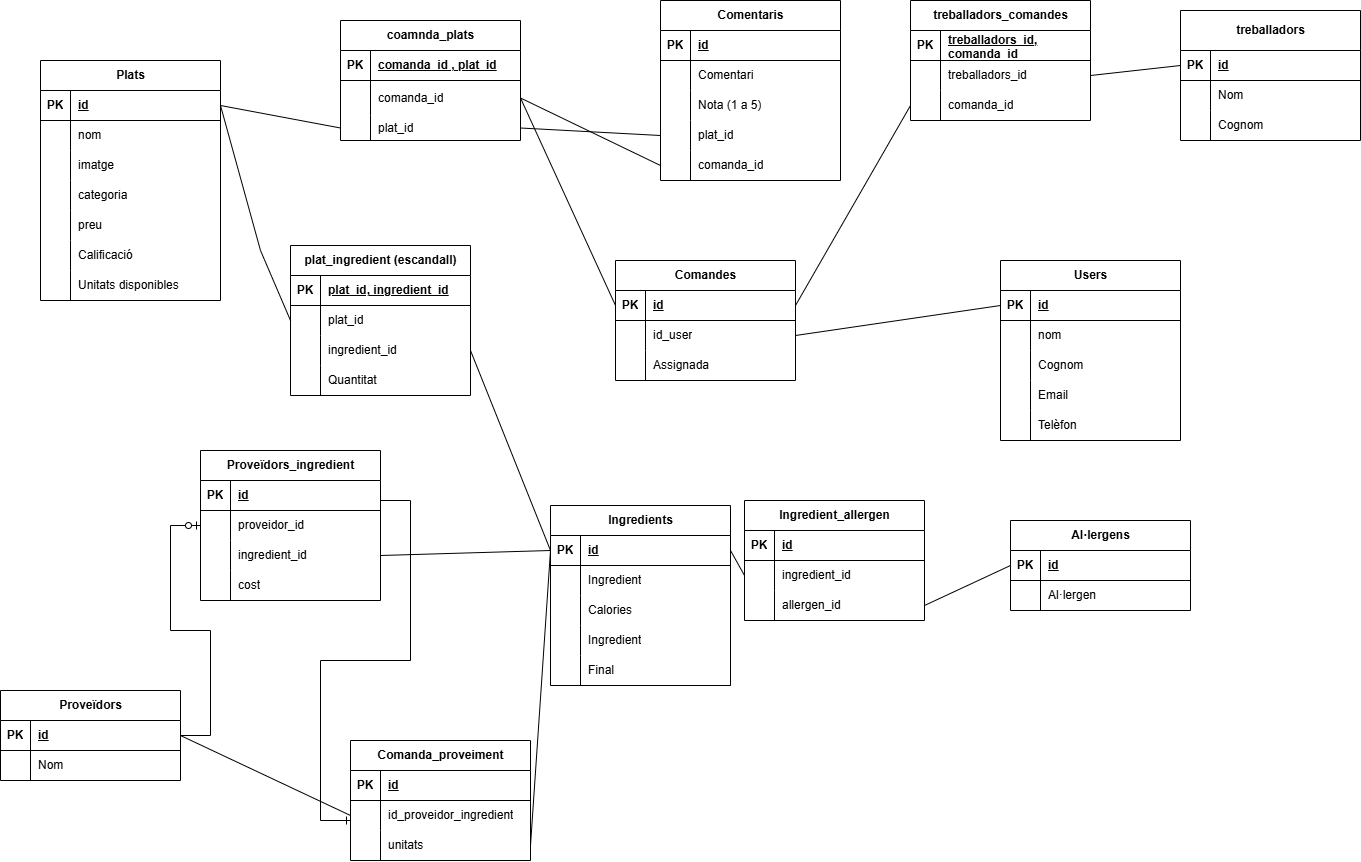 Plats
PK id
nom
imatge
categoria
preu
Calificació
Unitats disponibles
coamnda_plats
PK comanda_id , plat_id
comanda_id
plat_id
Comentaris
PK id
Comentari
Nota (1 a 5)
plat_id
comanda_id
treballadors_comandes
PK treballadors_id,
comanda_id
treballadors_id
comanda_id
treballadors
PK id
Nom
Cognom
plat_ingredient (escandall)
PK plat_id, ingredient_id
plat_id
ingredient_id
Quantitat
Comandes
PK id
id_user
Assignada
Users
PK id
nom
Cognom
Email
Telèfon
Proveïdors_ingredient
PK id
proveidor_id
ingredient_id
cost
Ingredients
PK id
Ingredient
Calories
Ingredient
Final
Ingredient_allergen
PK id
ingredient_id
allergen_id
Al·lergens
PK id
Al·lergen
Proveïdors
PK id
Nom
Comanda_proveiment
PK id
id_proveidor_ingredient
unitats